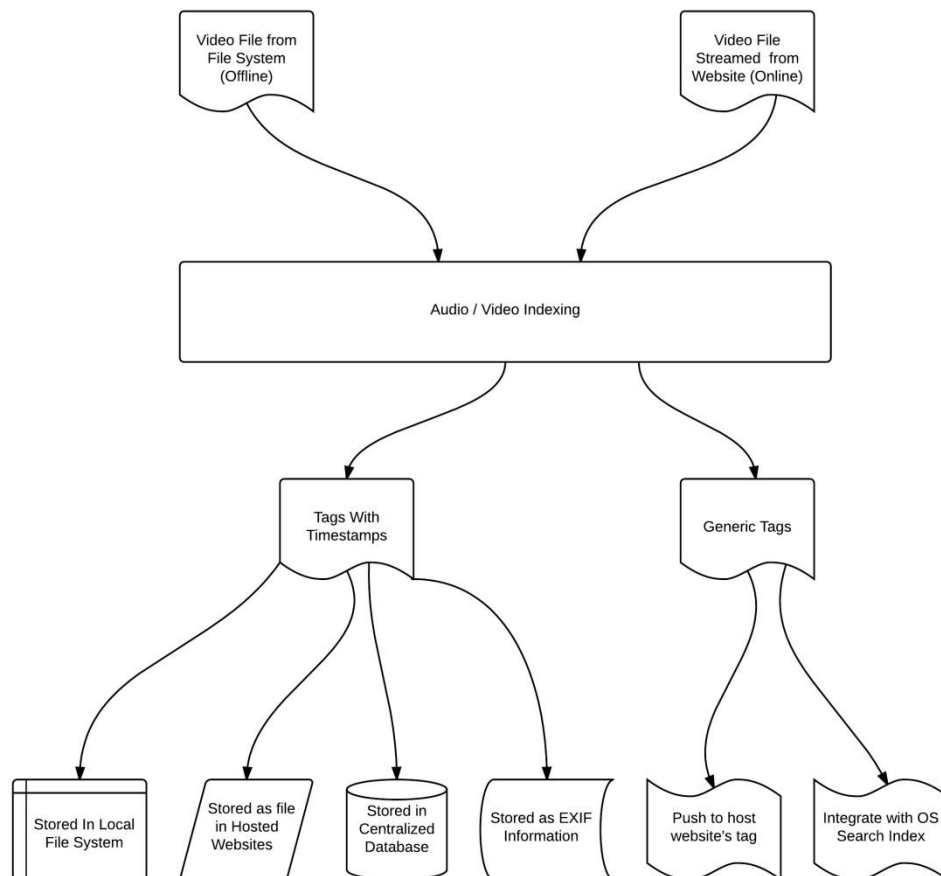 Video File from
File System
(Offline)
Video File
Streamed from
Website (Online)
Audio / Video Indexing
Tags With
Timestamps
Generic Tags
Stored In Local
File System
Stored as file
in Hosted
Websites
Stored in
Centralized
Database
Stored as EXIF
Information
Push to host
website's tag
Integrate with OS
Search Index